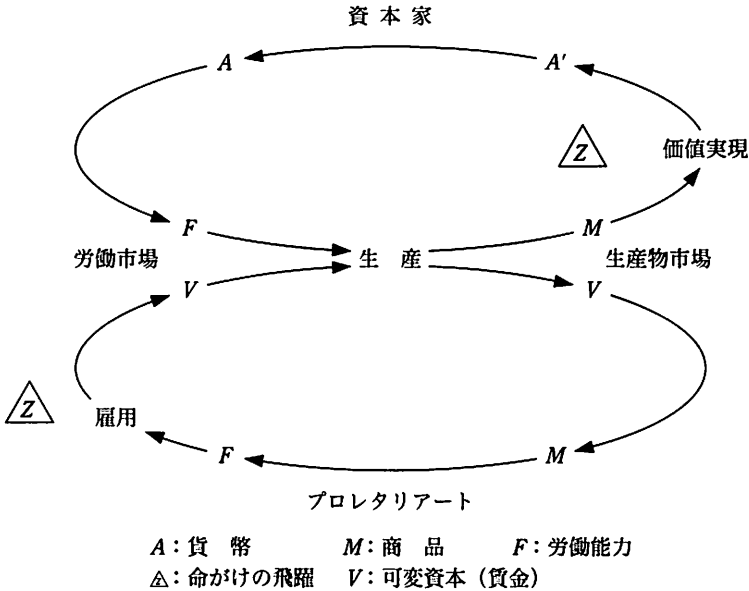 資本家
A A′
Z 価値実現
F M
労働市場 生産 生産物市場
V V
Z 雇用
F M
プロレタリアート
A：貨幣 M：商品 F：労働能力
Z：命がけの飛躍 V：可変資本（賃金）